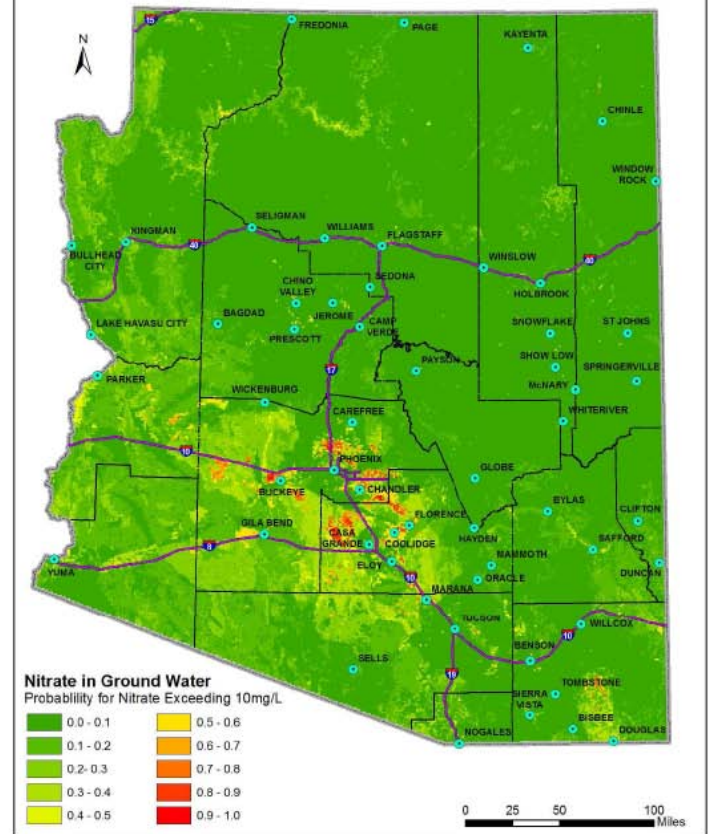 15
FREDONIA
PAGE
N
KAYENTA
CHINLE
WINDOW
ROCK
SELIGMAN
KINGMAN
WILLIAMS
FLAGSTAFF
40
BULLHEAD
CITY
WINSLOW
40
HOLBROOK
SEDONA
CHINO
VALLEY
BAGDAD
JEROME
CAMP
VERDE
LAKE HAVASU CITY
PRESCOTT
SNOWFLAKE
ST JOHNS
SHOW LOW
SPRINGERVILLE
PAYSON
17
PARKER
McNARY
WICKENBURG
WHITERIVER
CAREFREE
10
PHOENIX
GLOBE
BUCKEYE
CHANDLER
BYLAS
CLIFTON
FLORENCE
GILA BEND
CASA
GRANDE
COOLIDGE
HAYDEN
SAFFORD
8
ELOY
MAMMOTH
YUMA
10
ORACLE
DUNCAN
MARANA
TUCSON
WILLCOX
10
BENSON
SELLS
19
Nitrate in Ground Water
Probablility for Nitrate Exceeding 10mg/L
0.0 - 0.1
0.5 - 0.6
0.1 - 0.2
0.6 - 0.7
0.2- 0.3
0.7 - 0.8
0.3 - 0.4
0.8 - 0.9
0.4 - 0.5
0.9 - 1.0
TOMBSTONE
SIERRA
VISTA
BISBEE
NOGALES
DOUGLAS
0 25 50 100
Miles